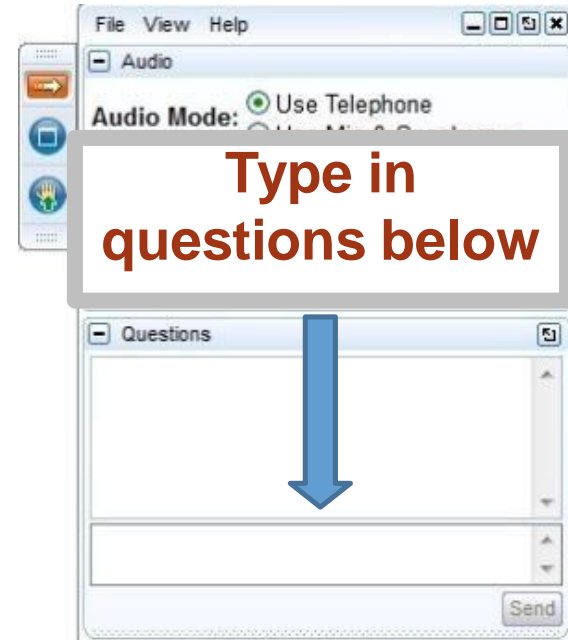 File View Help
Audio
Audio Mode: Use Telephone
Type in
questions below
Questions
Send